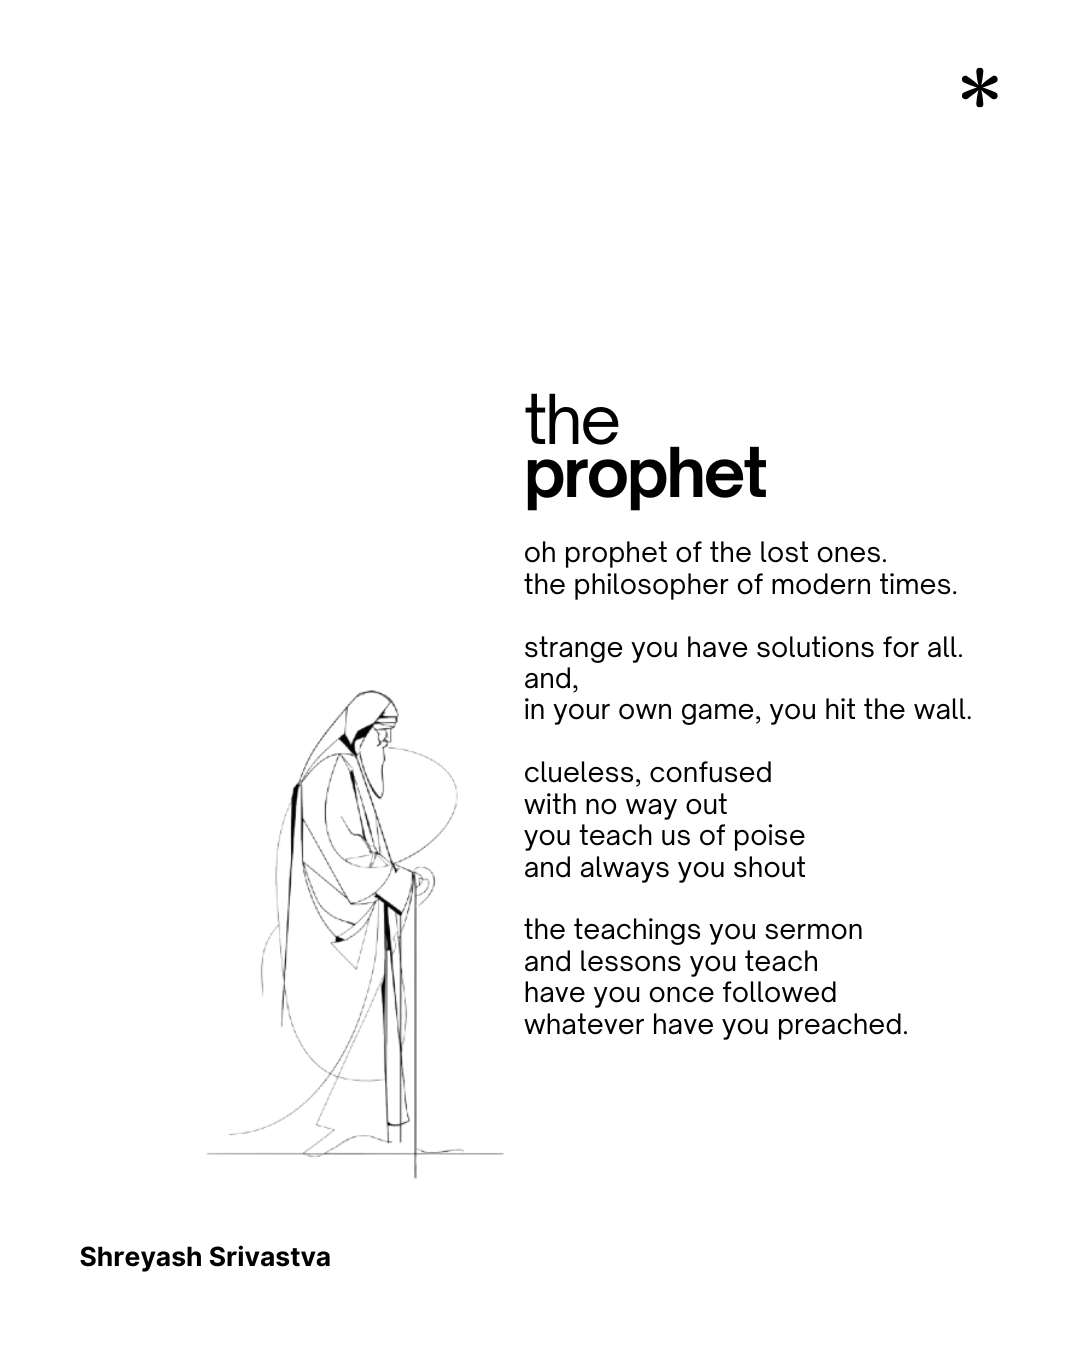 *
the
prophet
oh prophet of the lost ones.
the philosopher of modern times.
strange you have solutions for all.
and,
in your own game, you hit the wall.
clueless, confused
with no way out
you teach us of poise
and always you shout
the teachings you sermon
and lessons you teach
have you once followed
whatever have you preached.
Shreyash Srivastva